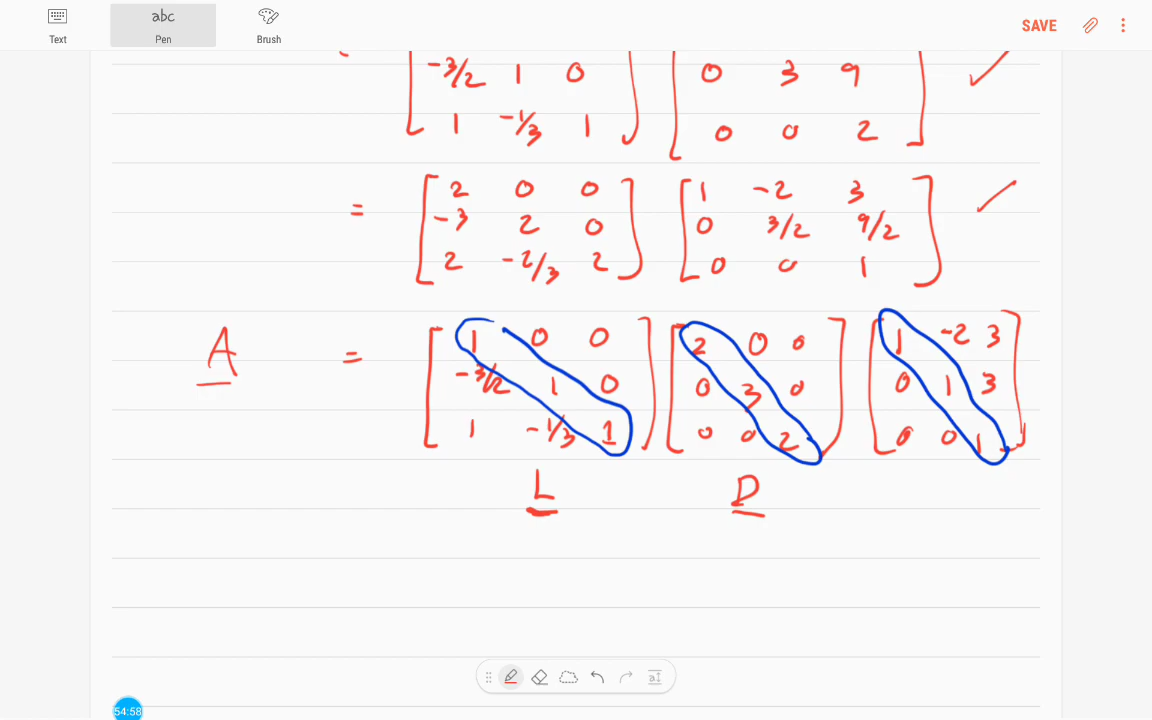 Text
abc
Pen
Brush
SAVE
-3/2 1 0 0 3 9 ✓
1 -1/3 1 0 0 2
2 0 0 1 -2 3
= -3 2 0 0 3/2 9/2 ✓
2 -2/3 2 0 0 1
1 0 0 2 0 0 1 -2 3
A = -3/2 1 0 0 3 0 0 1 3
1 -1/3 1 0 0 2 0 0 1
L D
54:58